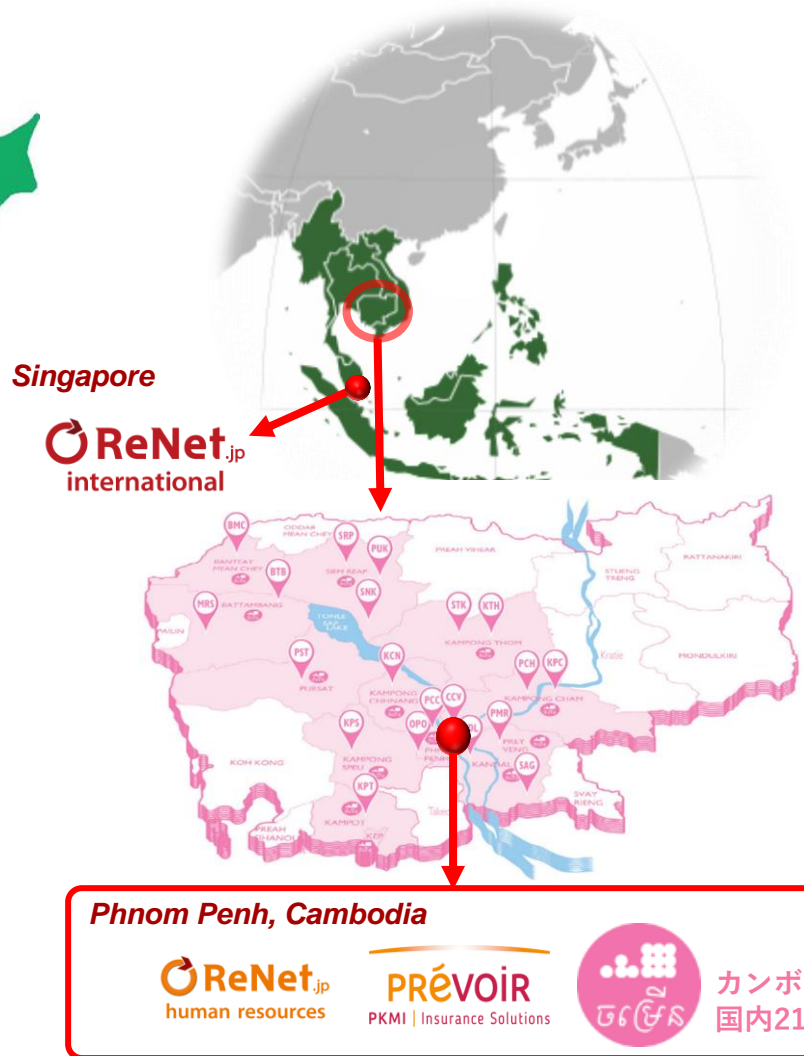 Singapore
ReNet.jp
international
BMC
ODDAR
MEAN CHEY
SRP
PUK
PREAH VIHEAR
STUENG
TRENG
RATTANAKIRI
BANTEAY
MEAN CHEY
BTB
SIEM REAP
SNK
MRS
BATTAMBANG
STK
KTH
TONLE
SAP
LAKE
PAILIN
KAMPONG THOM
Kratie
MONDULKIRI
PST
PURSAT
KCN
PCH
KPC
KAMPONG
CHHNANG
PCC
CCV
KAMPONG CHAM
KPS
OPO
PMR
PREY
VENG
KOH KONG
KAMPONG
SPEU
KANDAL
SAG
KPT
SVAY
RIENG
KAMPOT
PREAH
KEP
Phnom Penh, Cambodia
ReNet.jp
human resources
PRÉVOIR
PKMI | Insurance Solutions
ចម្រើន
カンボ
国内21